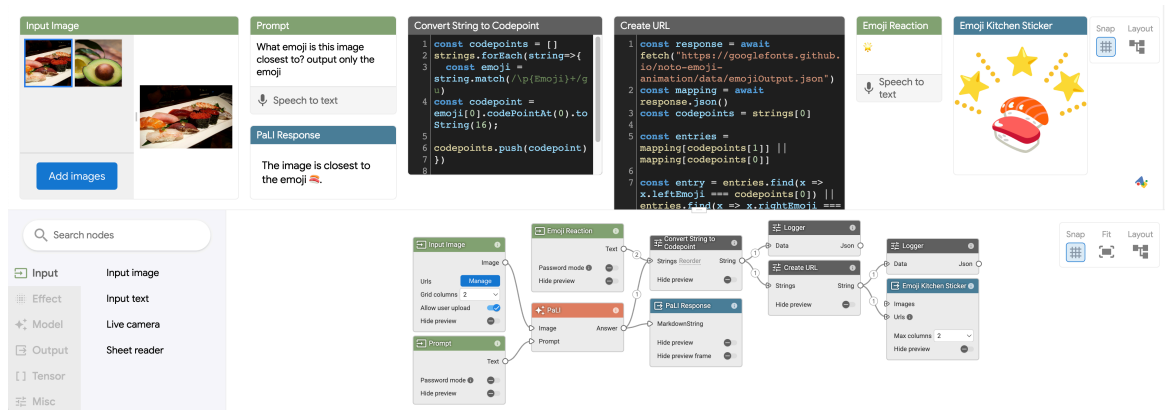 Input Image
Add images
Prompt
What emoji is this image
closest to? output only the
emoji
Speech to text
PaLI Response
The image is closest to
the emoji 🍣.
Convert String to Codepoint
1 const codepoints = []
2 strings.forEach(string=>{
3 const emoji =
string.match(/\p{Emoji}+/g
u)
4 const codepoint =
emoji[0].codePointAt(0).to
String(16);
5
6 codepoints.push(codepoint)
7 })
8
Create URL
1 const response = await
fetch("https://googlefonts.github.
io/noto-emoji-
animation/data/emojiOutput.json")
2 const mapping = await
response.json()
3 const codepoints = strings[0]
4
5 const entries =
mapping[codepoints[1]] ||
mapping[codepoints[0]]
6
7 const entry = entries.find(x =>
x.leftEmoji === codepoints[0]) ||
entries.find(x => x.rightEmoji ===
Emoji Reaction
🌟
Speech to
text
Emoji Kitchen Sticker
Snap Layout
Search nodes
Input
Effect
Model
Output
[ ] Tensor
Misc
Input image
Input text
Live camera
Sheet reader
Input Image
Image
Urls Manage
Grid columns 2
Allow user upload
Hide preview
Prompt
Text
Password mode
Hide preview
Emoji Reaction
Text
Password mode
Hide preview
PaLI
Image Answer
Prompt
2
1
Convert String to
Codepoint
Strings Reorder String
Hide preview
PaLI Response
MarkdownString
Hide preview
Hide preview frame
1
1
Logger
Data Json
Create URL
Strings String
Hide preview
1
1
Logger
Data Json
Emoji Kitchen Sticker
Images
Urls
Max columns 2
Hide preview
Snap Fit Layout